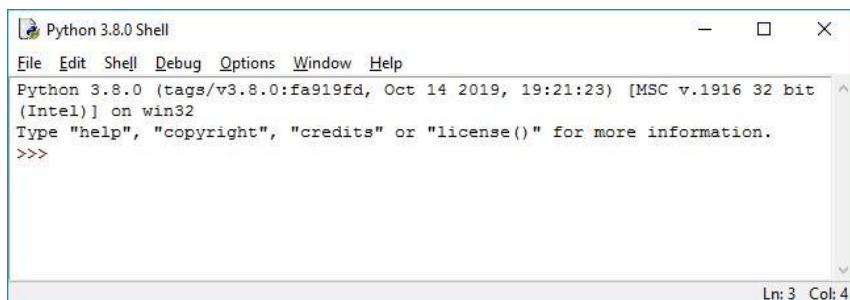 Python 3.8.0 Shell
File Edit Shell Debug Options Window Help
Python 3.8.0 (tags/v3.8.0:fa919fd, Oct 14 2019, 19:21:23) [MSC v.1916 32 bit
(Intel)] on win32
Type "help", "copyright", "credits" or "license()" for more information.
>>>
Ln: 3 Col: 4